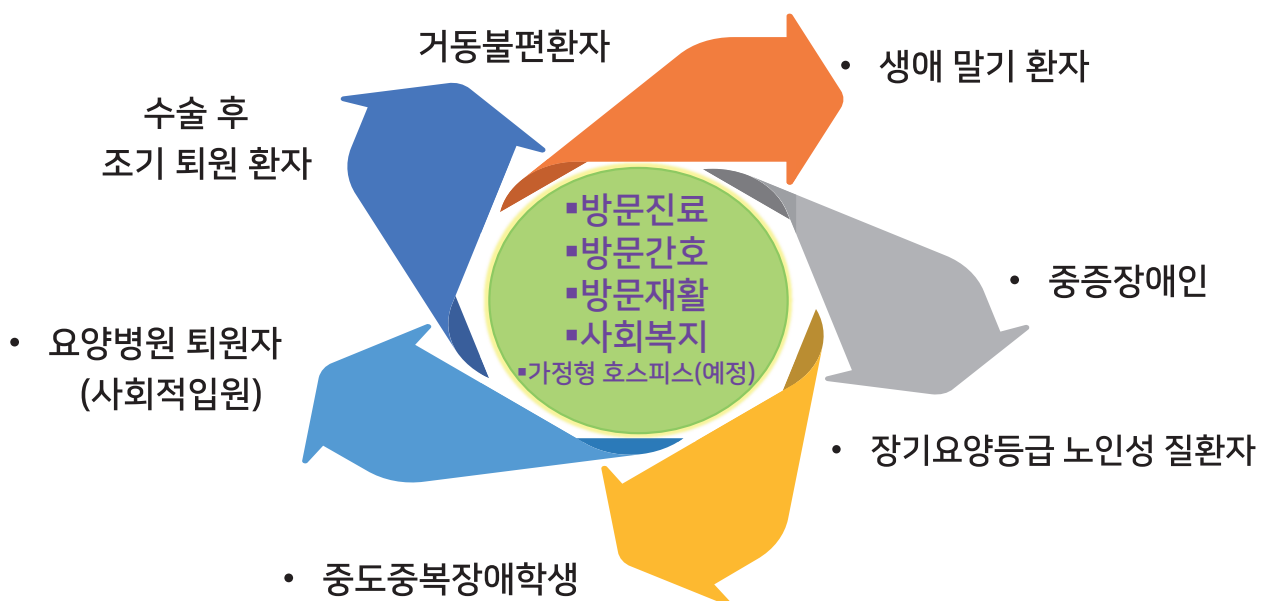 거동불편환자
• 생애 말기 환자
수술 후
조기 퇴원 환자
▪방문진료
▪방문간호
▪방문재활
▪사회복지
▪가정형 호스피스(예정)
• 중증장애인
• 요양병원 퇴원자
(사회적입원)
• 장기요양등급 노인성 질환자
• 중도중복장애학생